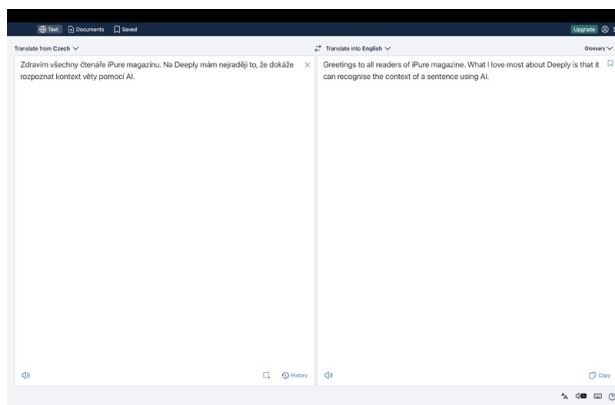 Text Documents Saved Upgrade
Translate from Czech Translate into English Glossary
Zdravím všechny čtenáře iPure magazínu. Na Deeply mám nejraději to, že dokáže
rozpoznat kontext věty pomocí AI.
Greetings to all readers of iPure magazine. What I love most about Deeply is that it
can recognise the context of a sentence using AI.
History Copy